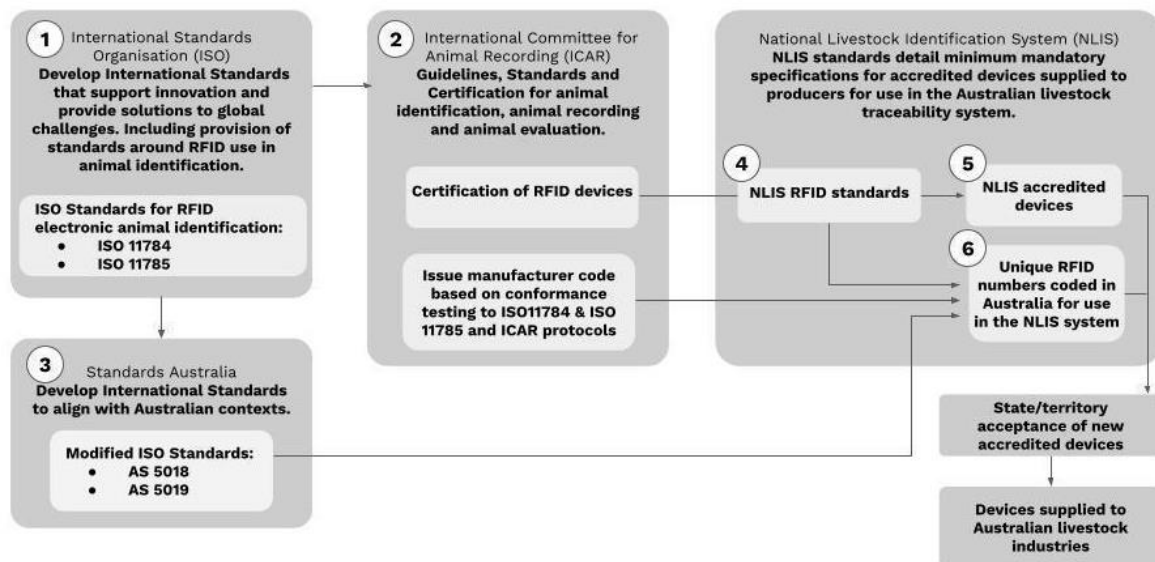 1
International Standards
Organisation (ISO)
Develop International Standards
that support innovation and
provide solutions to global
challenges. Including provision of
standards around RFID use in
animal identification.
ISO Standards for RFID
electronic animal identification:
● ISO 11784
● ISO 11785
2
International Committee for
Animal Recording (ICAR)
Guidelines, Standards and
Certification for animal
identification, animal recording
and animal evaluation.
Certification of RFID devices
Issue manufacturer code
based on conformance
testing to ISO11784 & ISO
11785 and ICAR protocols
3
Standards Australia
Develop International Standards
to align with Australian contexts.
Modified ISO Standards:
● AS 5018
● AS 5019
National Livestock Identification System (NLIS)
NLIS standards detail minimum mandatory
specifications for accredited devices supplied to
producers for use in the Australian livestock
traceability system.
4
NLIS RFID standards
5
NLIS accredited
devices
6
Unique RFID
numbers coded in
Australia for use
in the NLIS system
State/territory
acceptance of new
accredited devices
Devices supplied to
Australian livestock
industries